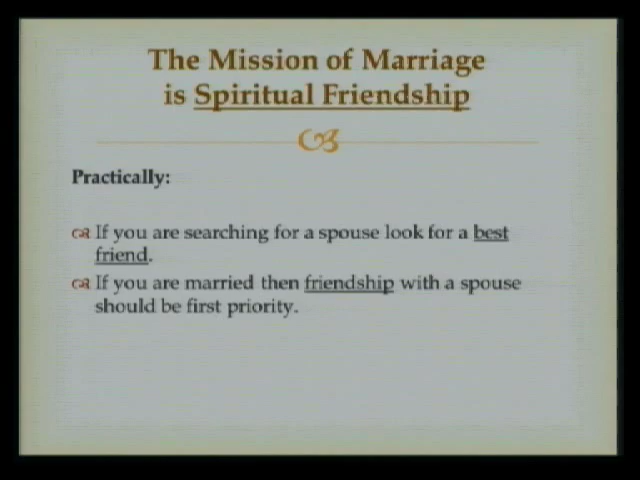 The Mission of Marriage
is Spiritual Friendship
Practically:
If you are searching for a spouse look for a best
friend.
If you are married then friendship with a spouse
should be first priority.